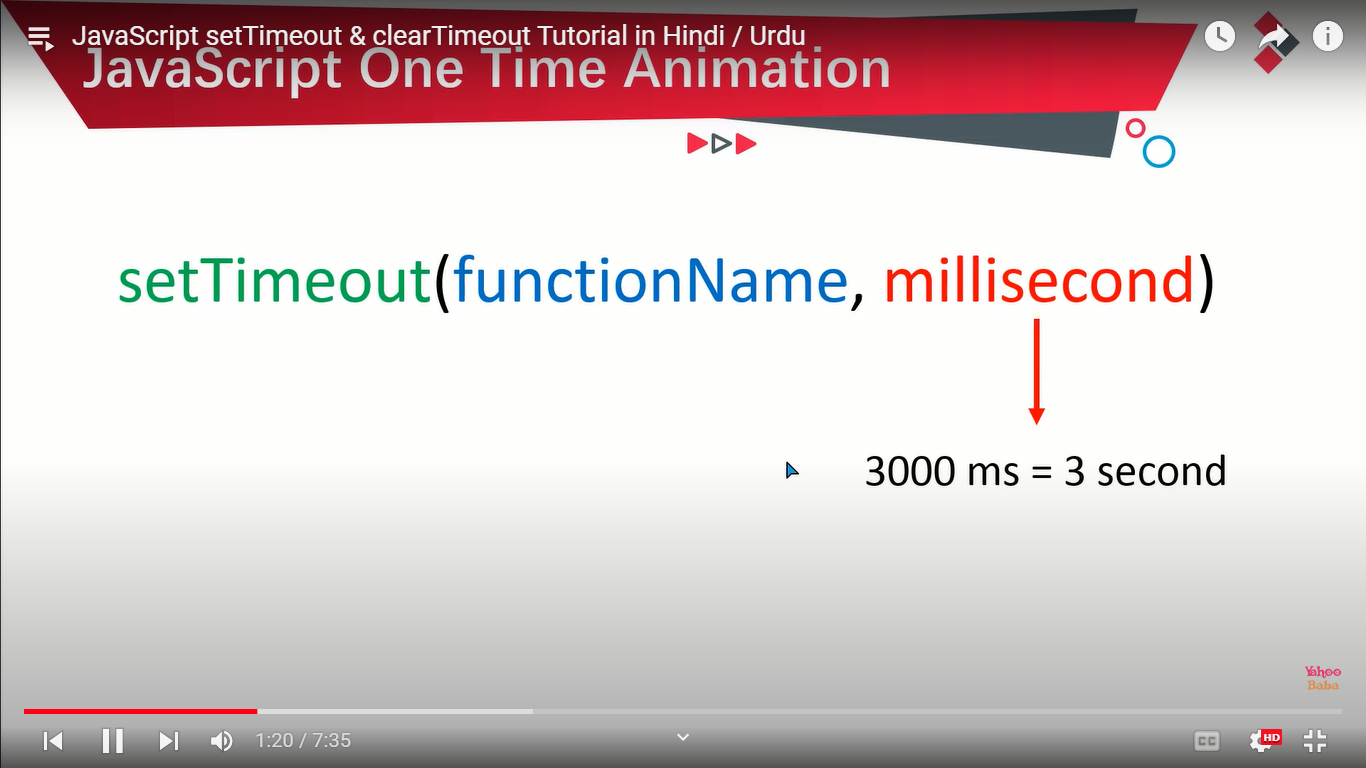 JavaScript setTimeout & clearTimeout Tutorial in Hindi / Urdu
JavaScript One Time Animation
setTimeout(functionName, millisecond)
3000 ms = 3 second
Yahoo
Baba
1:20 / 7:35
CC
HD